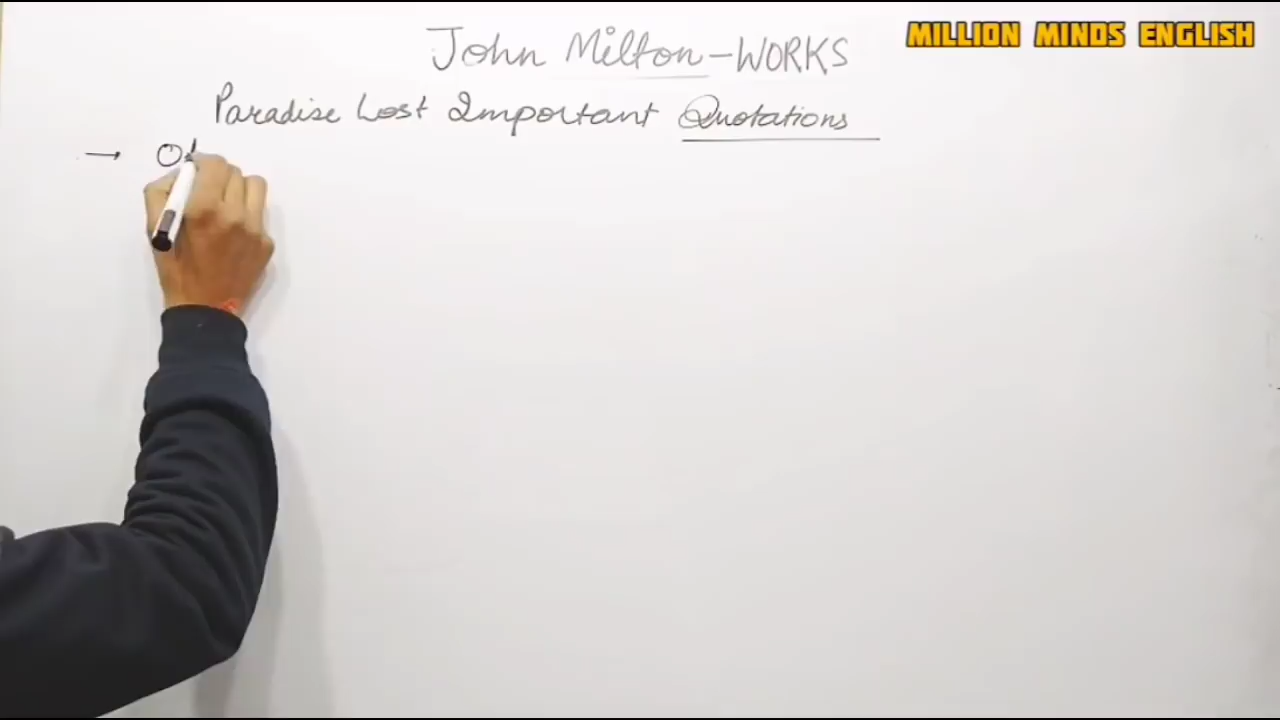 MILLION MINDS ENGLISH
John Milton - WORKS
Paradise Lost Important Quotations
→